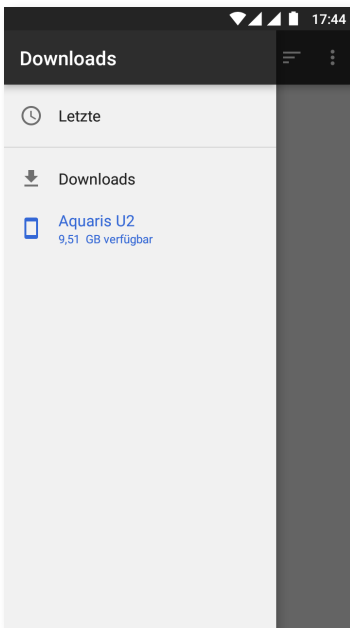 17:44
Downloads
Letzte
Downloads
Aquaris U2
9,51 GB verfügbar